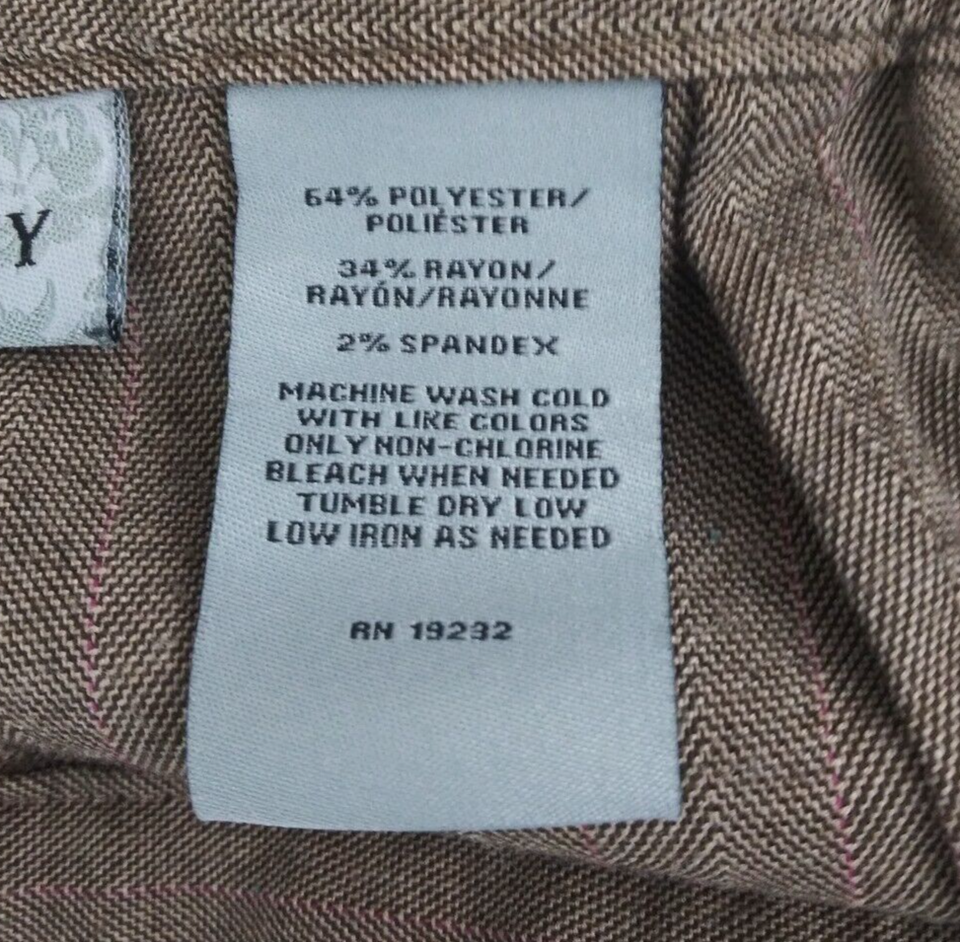 Y
64% POLYESTER/
POLIÉSTER
34% RAYON/
RAYÓN/RAYONNE
2% SPANDEX
MACHINE WASH COLD
WITH LIKE COLORS
ONLY NON-CHLORINE
BLEACH WHEN NEEDED
TUMBLE DRY LOW
LOW IRON AS NEEDED
RN 19232